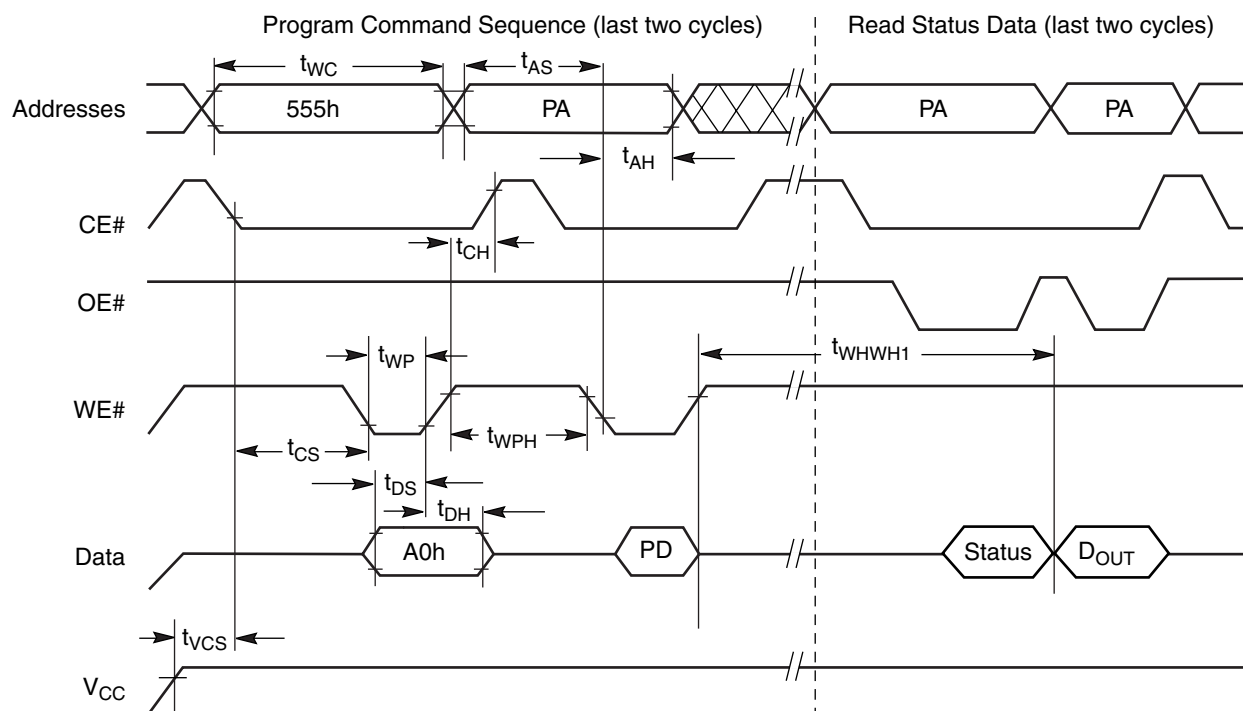 Program Command Sequence (last two cycles)
Read Status Data (last two cycles)
tWC
tAS
Addresses
555h
PA
PA
PA
tAH
CE#
tCH
OE#
tWP
tWHWH1
WE#
tCS
tWPH
tDS
tDH
Data
A0h
PD
Status
DOUT
tVCS
VCC